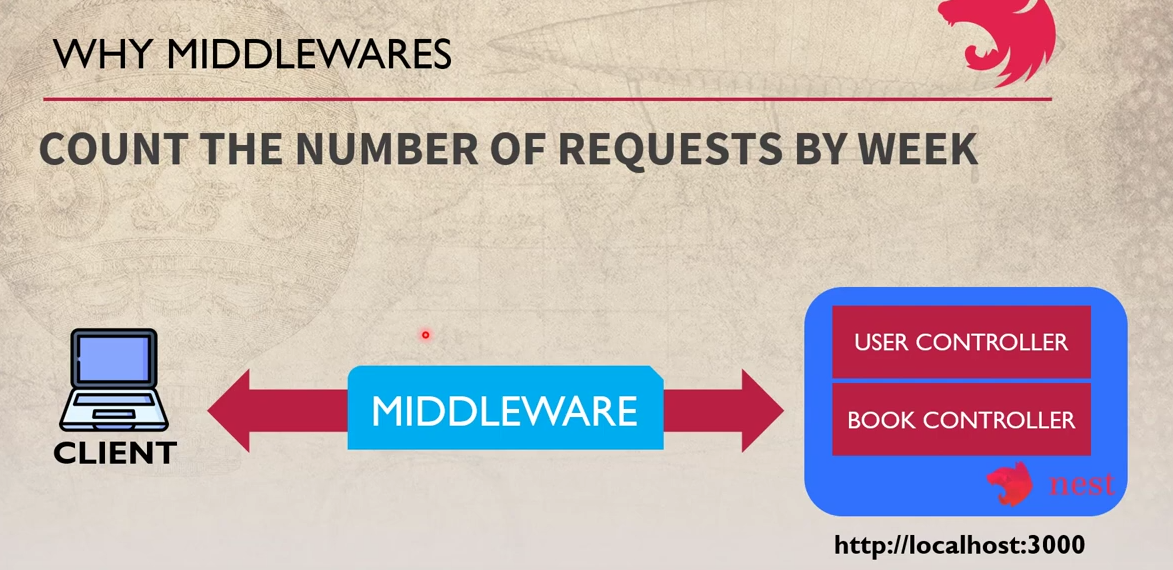 WHY MIDDLEWARES
COUNT THE NUMBER OF REQUESTS BY WEEK
CLIENT
MIDDLEWARE
USER CONTROLLER
BOOK CONTROLLER
nest
http://localhost:3000